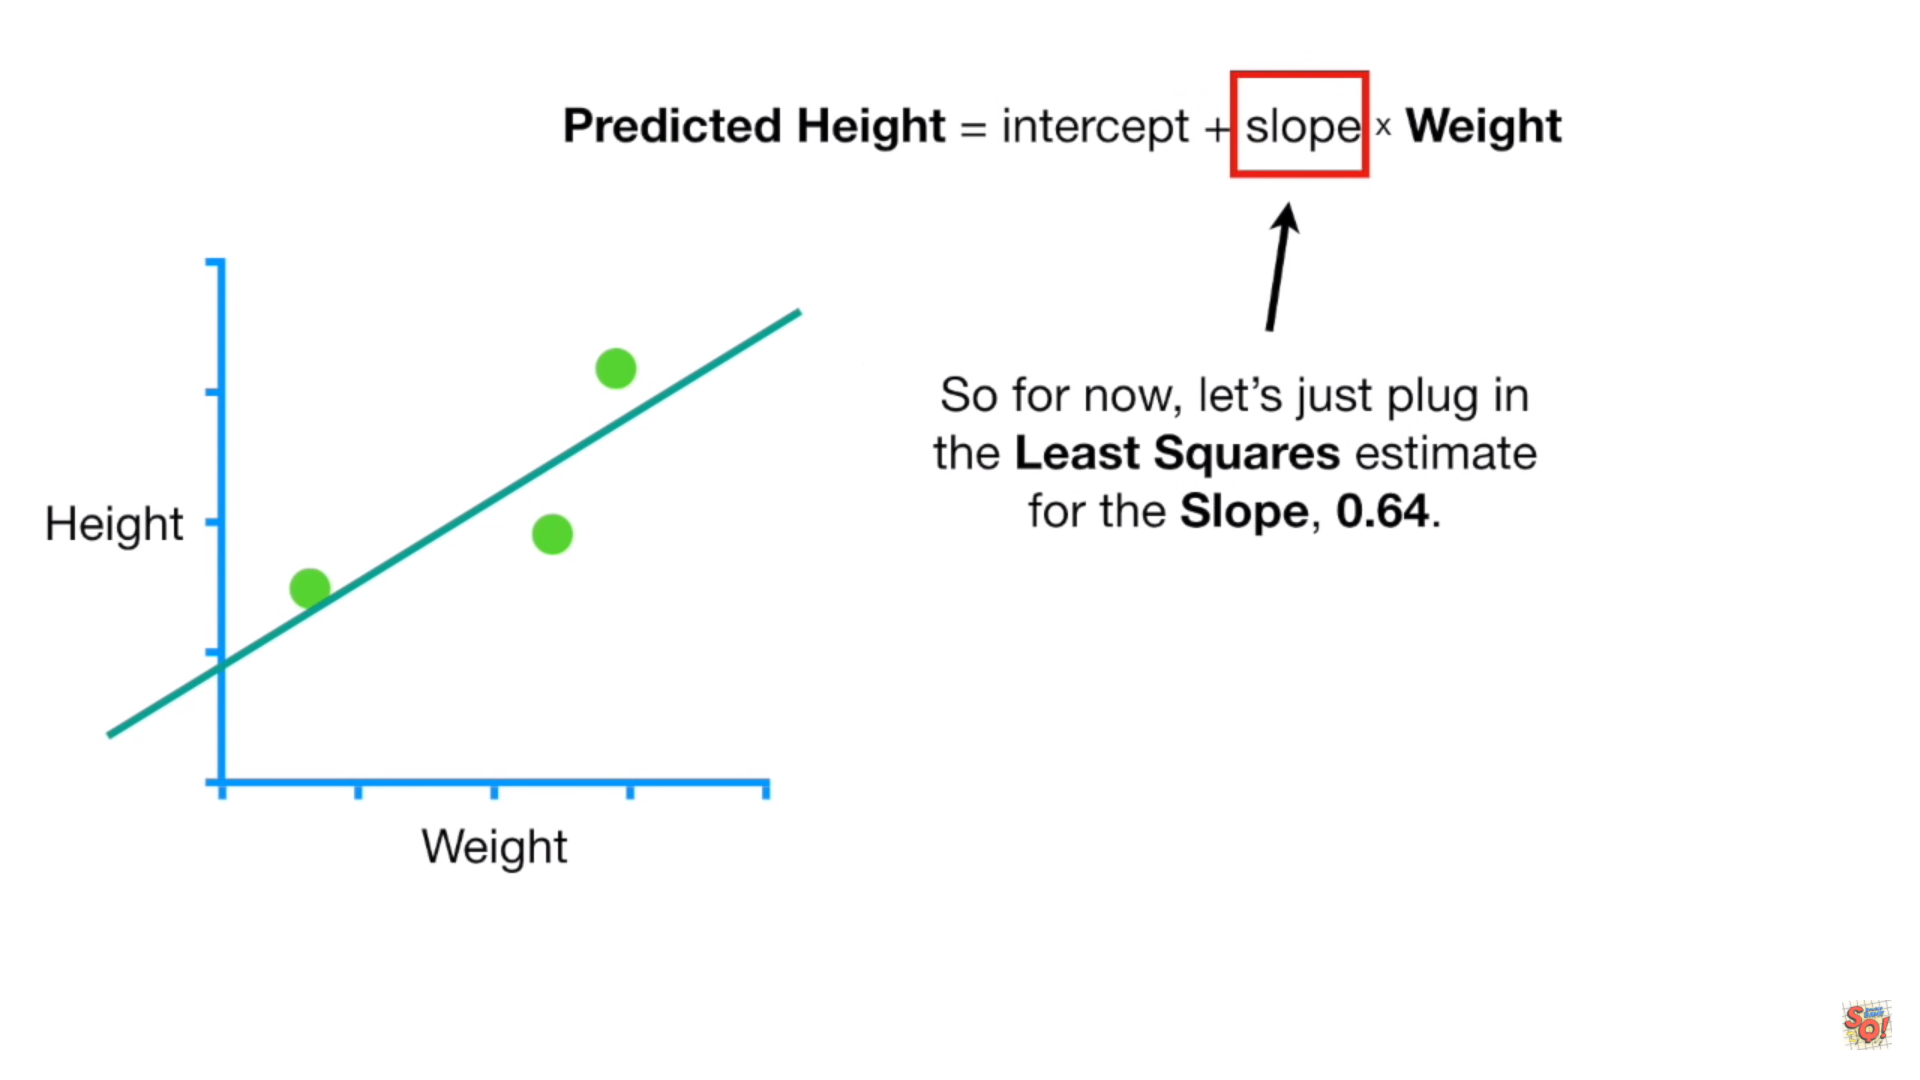 Predicted Height = intercept + slope x Weight
So for now, let's just plug in
the Least Squares estimate
for the Slope, 0.64.
Height
Weight
SQ!